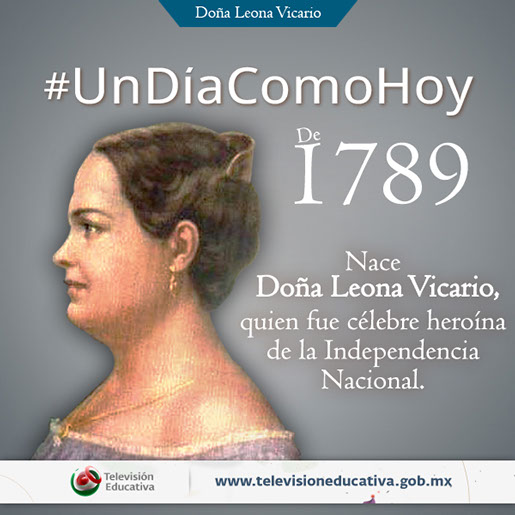 Doña Leona Vicario
#UnDíaComoHoy
De
1789
Nace
Doña Leona Vicario,
quien fue célebre heroína
de la Independencia
Nacional.
Televisión
Educativa
www.televisioneducativa.gob.mx